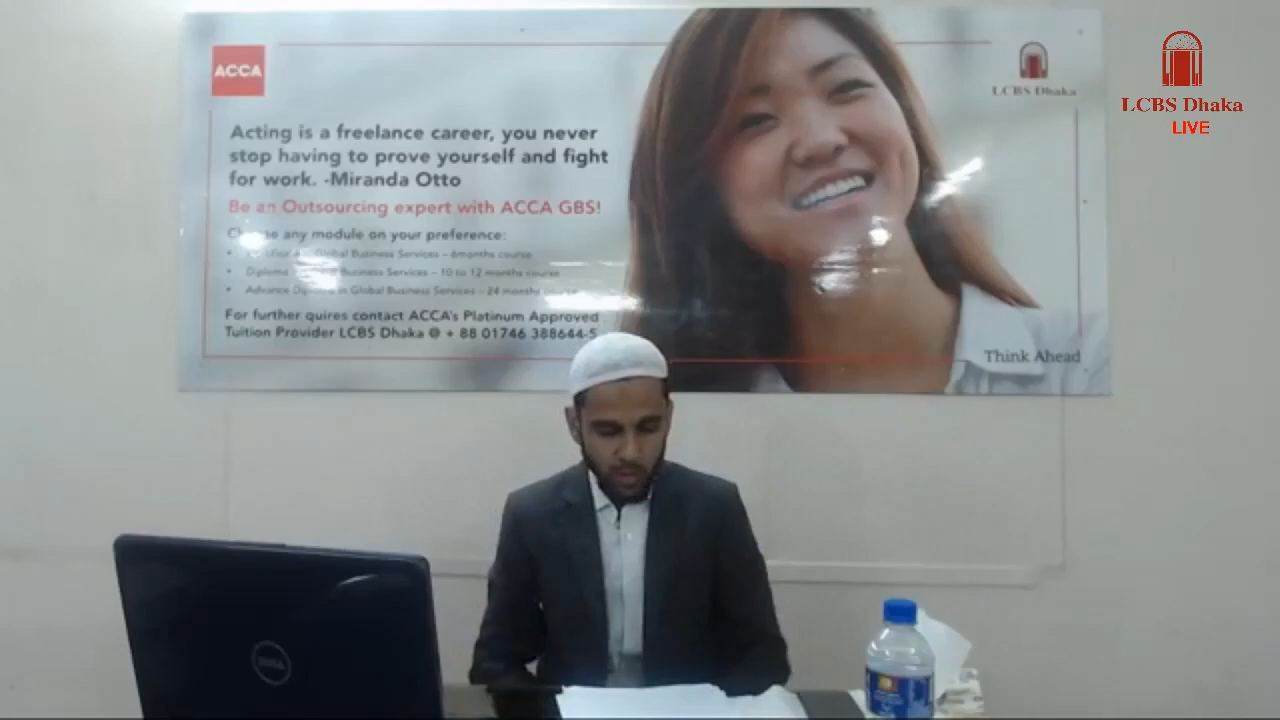 ACCA
LCBS Dhaka
LCBS Dhaka
LIVE
Acting is a freelance career, you never
stop having to prove yourself and fight
for work. -Miranda Otto
Be an Outsourcing expert with ACCA GBS!
any module on your preference:
Global Business Services – 6months course
Diploma Business Services – 10 to 12 months course
Advance in Global Business Services – 24 months
For further quires contact ACCA's Platinum Approved
Tuition Provider LCBS Dhaka @ + 88 01746 388644-5
Think Ahead
DELL